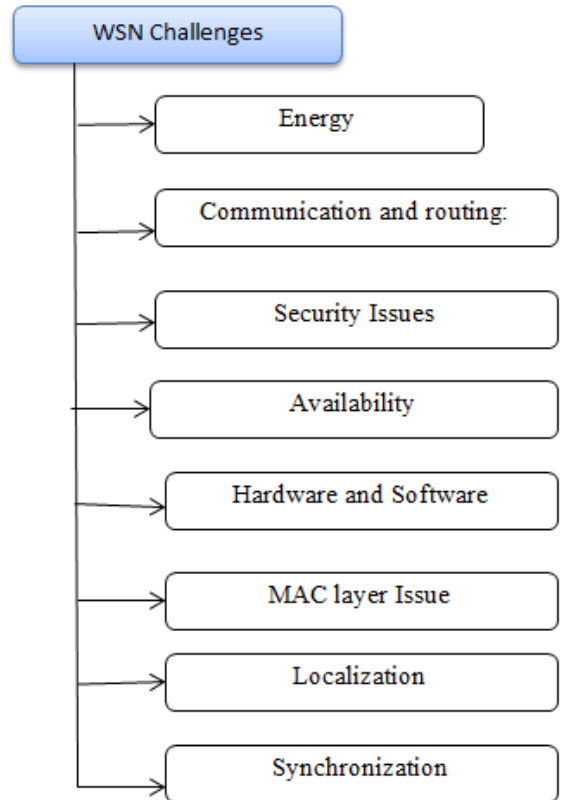 WSN Challenges
Energy
Communication and routing:
Security Issues
Availability
Hardware and Software
MAC layer Issue
Localization
Synchronization